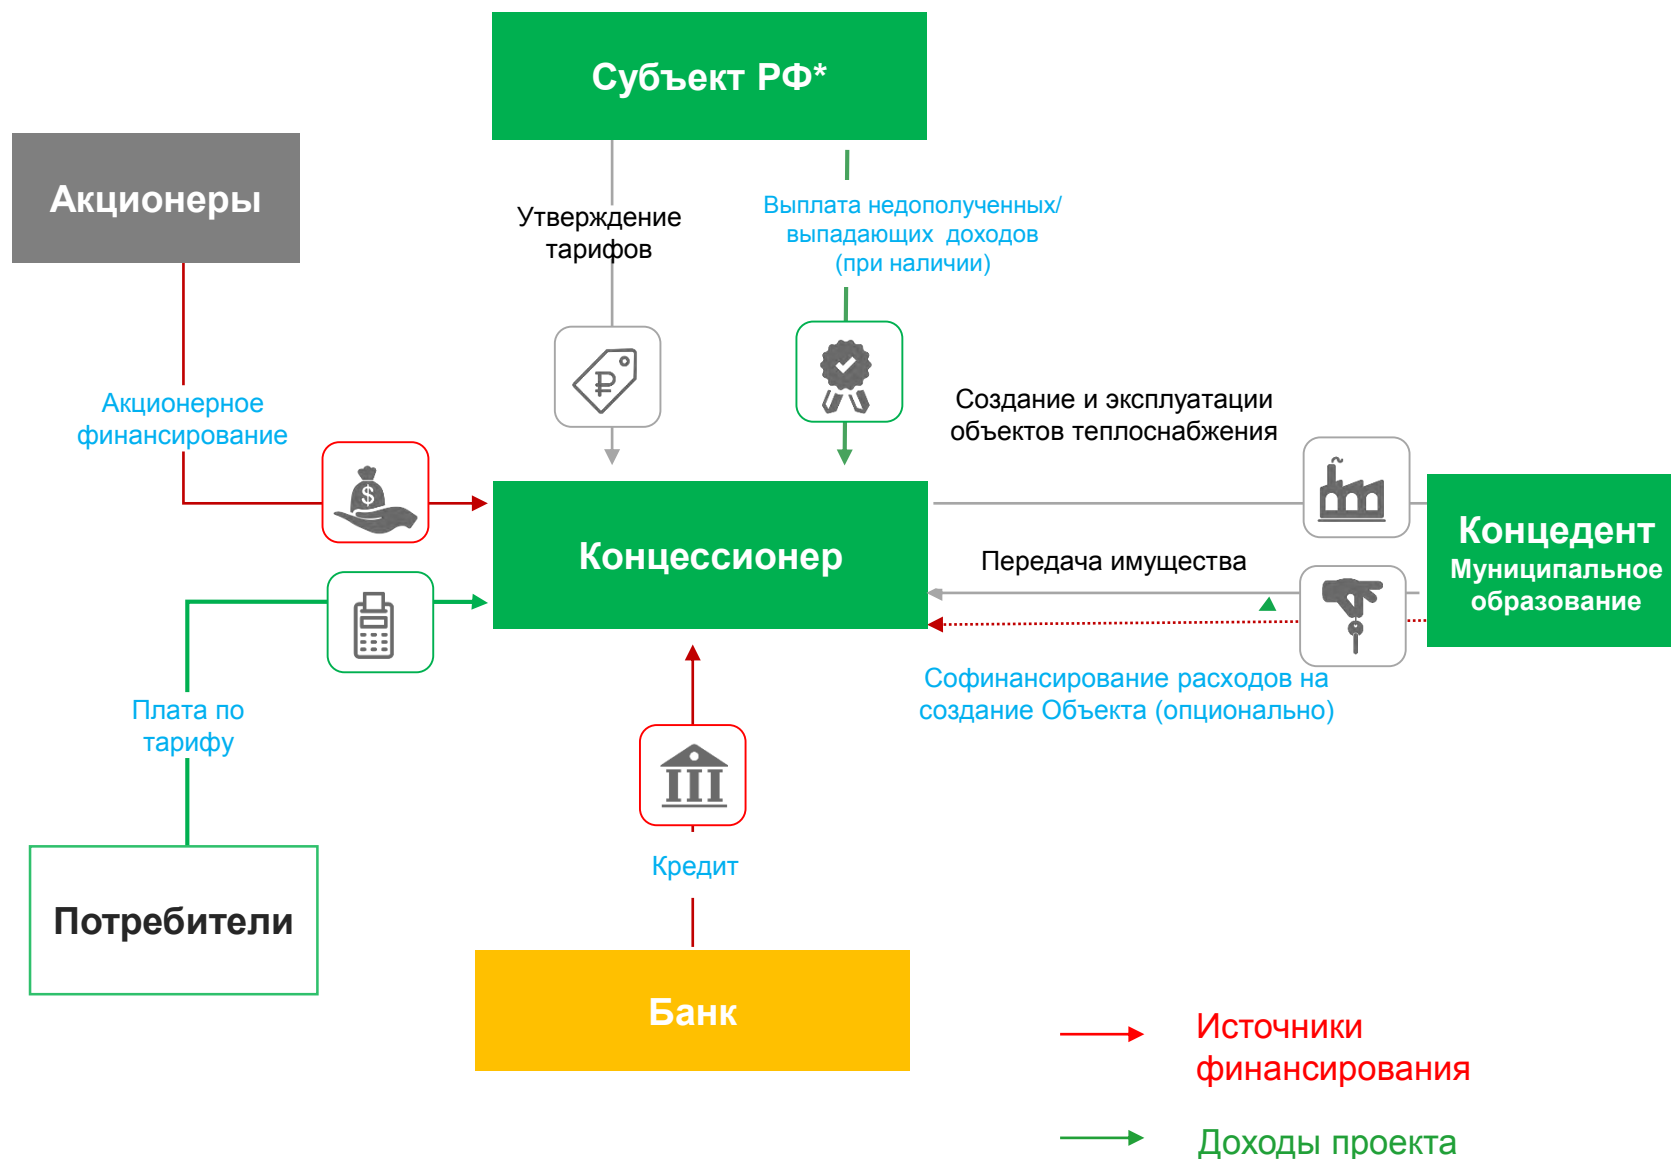 Субъект РФ*
Акционеры
Утверждение
тарифов
Выплата недополученных/
выпадающих доходов
(при наличии)
Акционерное
финансирование
Создание и эксплуатации
объектов теплоснабжения
Концессионер
Передача имущества
Концедент
Муниципальное
образование
Софинансирование расходов на
создание Объекта (опционально)
Плата по
тарифу
Кредит
Потребители
Банк
Источники
финансирования
Доходы проекта